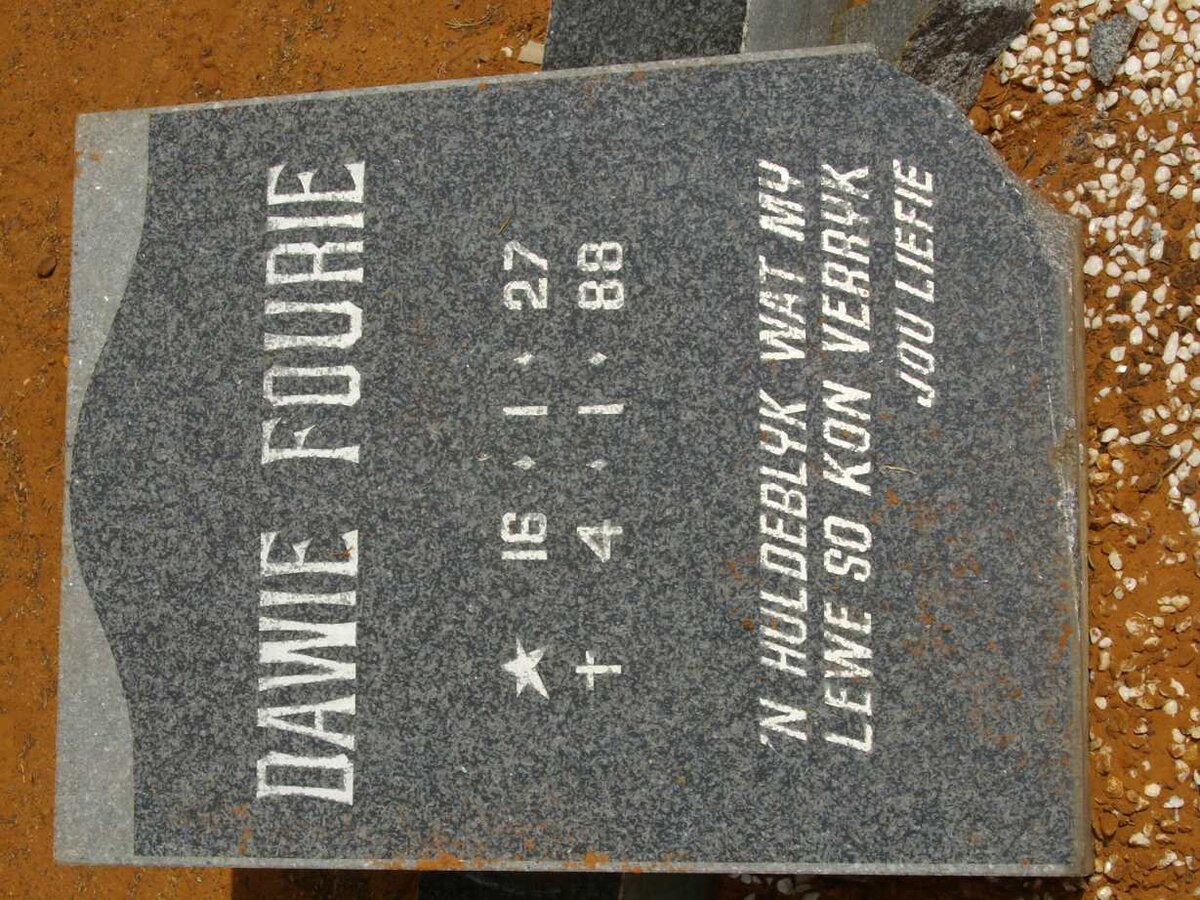 DAWIE FOURIE
★ 16 · 1 · 27
✝ 4 · 1 · 88
'N HULDEBLYK WAT MY
LEWE SO KON VERRYK
JOU LIEFIE